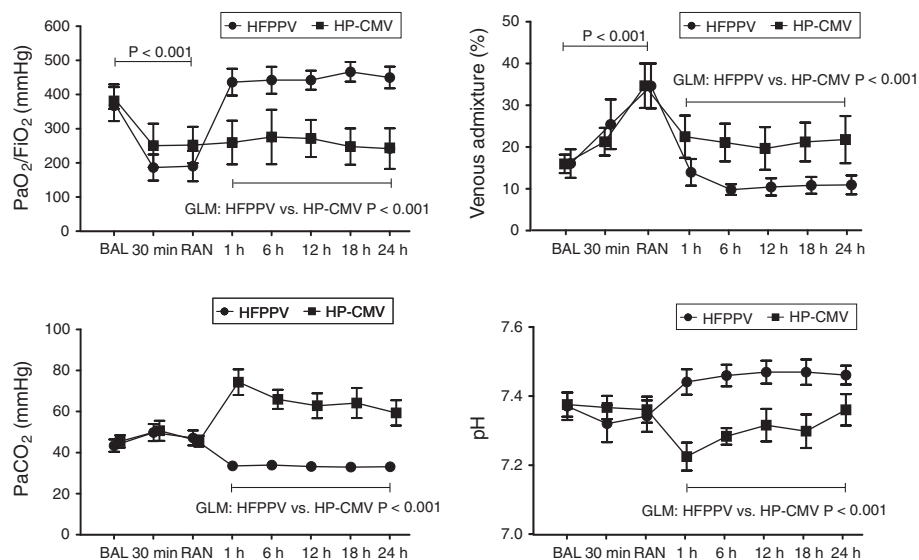 HFPPV HP-CMV
PaO2/FiO2 (mmHg)
600
500
400
300
200
100
0
P < 0.001
GLM: HFPPV vs. HP-CMV P < 0.001
BAL 30 min RAN 1 h 6 h 12 h 18 h 24 h
HFPPV HP-CMV
Venous admixture (%)
50
40
30
20
10
0
P < 0.001
GLM: HFPPV vs. HP-CMV P < 0.001
BAL 30 min RAN 1 h 6 h 12 h 18 h 24 h
HFPPV HP-CMV
PaCO2 (mmHg)
100
80
60
40
20
0
GLM: HFPPV vs. HP-CMV P < 0.001
BAL 30 min RAN 1 h 6 h 12 h 18 h 24 h
HFPPV HP-CMV
pH
7.6
7.4
7.2
7.0
GLM: HFPPV vs. HP-CMV P < 0.001
BAL 30 min RAN 1 h 6 h 12 h 18 h 24 h